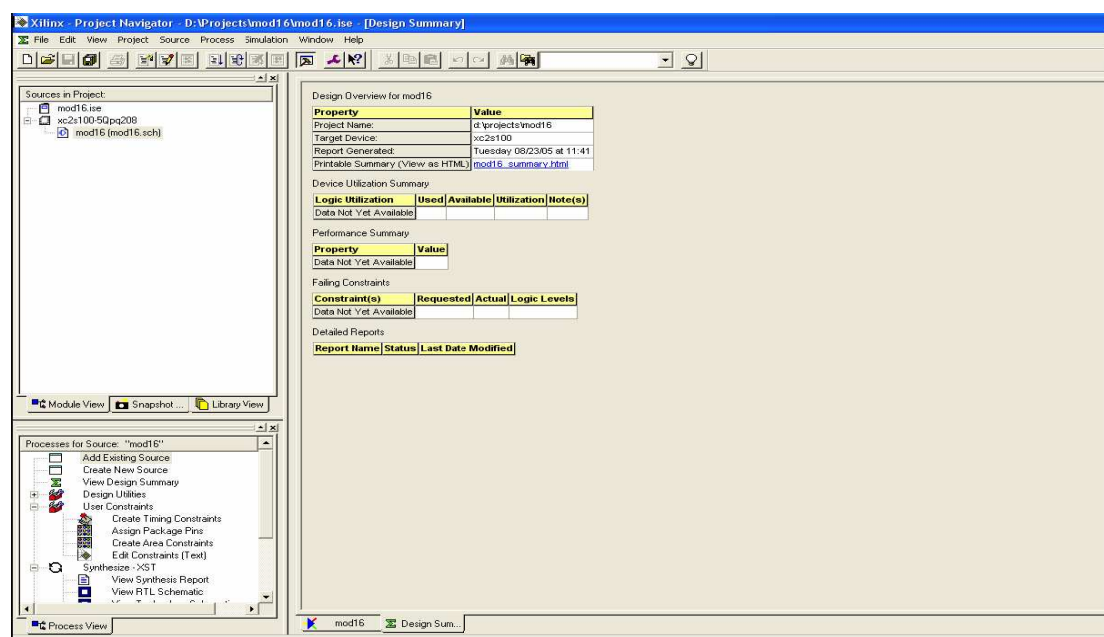 Xilinx - Project Navigator - D:\Projects\mod16\mod16.ise - [Design Summary]
File Edit View Project Source Process Simulation Window Help
Sources in Project:
mod16.ise
xc2s100-5Qpq208
mod16 (mod16.sch)
Module View Snapshot ... Library View
Processes for Source: "mod16"
Add Existing Source
Create New Source
View Design Summary
Design Utilities
User Constraints
Create Timing Constraints
Assign Package Pins
Create Area Constraints
Edit Constraints (Text)
Synthesize - XST
View Synthesis Report
View RTL Schematic
Process View
Design Overview for mod16
Property Value
Project Name: d:\projects\mod16
Target Device: xc2s100
Report Generated: Tuesday 08/23/05 at 11:41
Printable Summary (View as HTML) mod16_summary.html
Device Utilization Summary
Logic Utilization Used Available Utilization Note(s)
Data Not Yet Available
Performance Summary
Property Value
Data Not Yet Available
Failing Constraints
Constraint(s) Requested Actual Logic Levels
Data Not Yet Available
Detailed Reports
Report Name Status Last Date Modified
mod16 Design Sum...